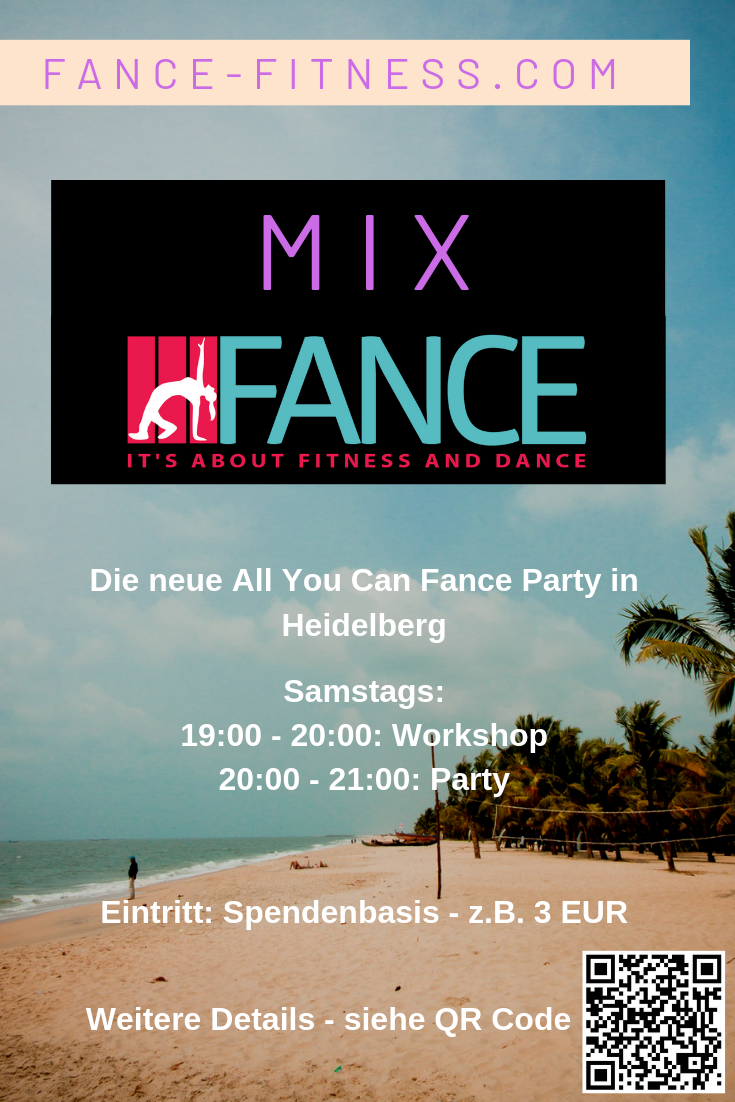 FANCE-FITNESS.COM
MIX
FANCE
IT'S ABOUT FITNESS AND DANCE
Die neue All You Can Fance Party in
Heidelberg
Samstags:
19:00 - 20:00: Workshop
20:00 - 21:00: Party
Eintritt: Spendenbasis - z.B. 3 EUR
Weitere Details - siehe QR Code